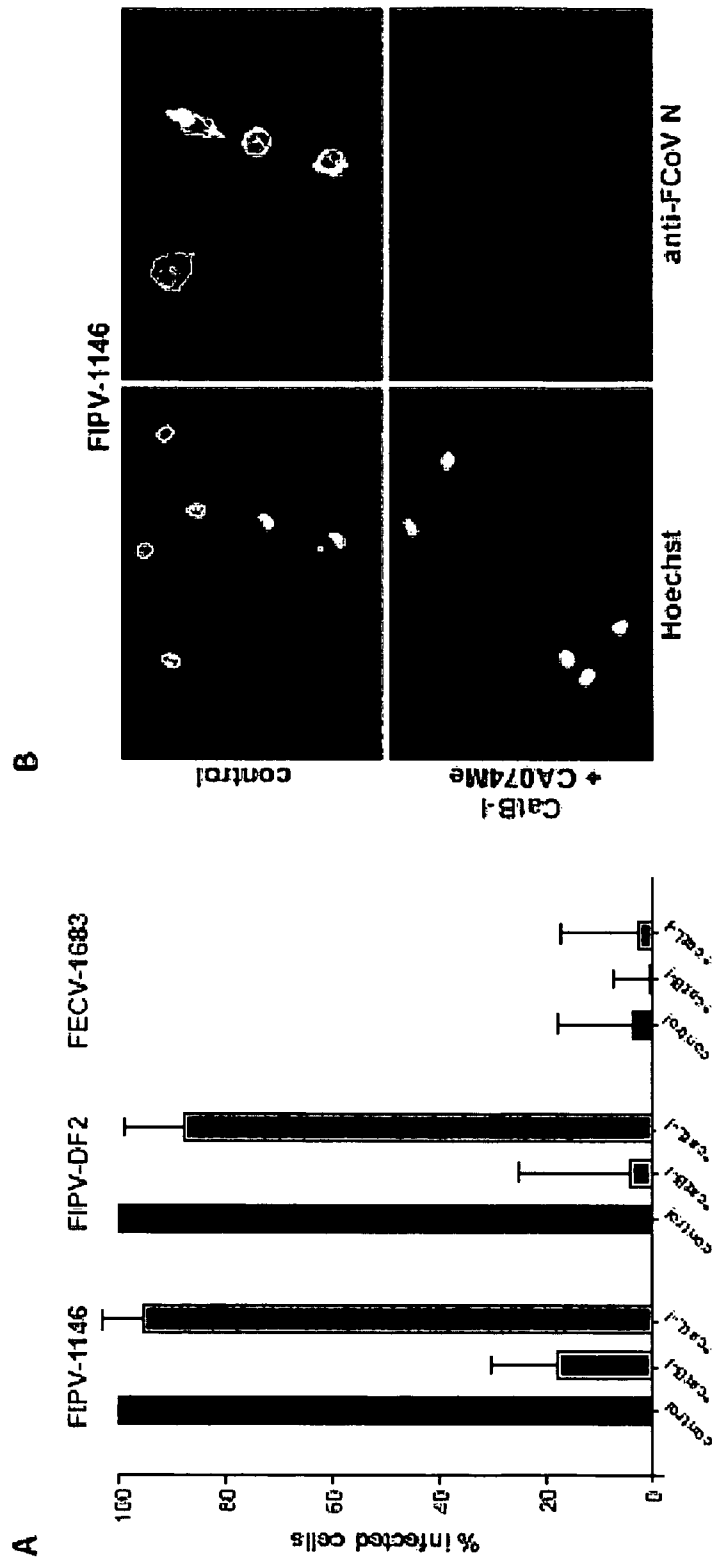 A
FIPV-1146
FIPV-DF2
FECV-1683
% infected cells
100
80
60
40
20
0
control
+catB-I
+catL-I
control
+catB-I
+catL-I
control
+catB-I
+catL-I
B
FIPV-1146
control
CatB-I
+ CA074Me
Hoechst
anti-FCoV N